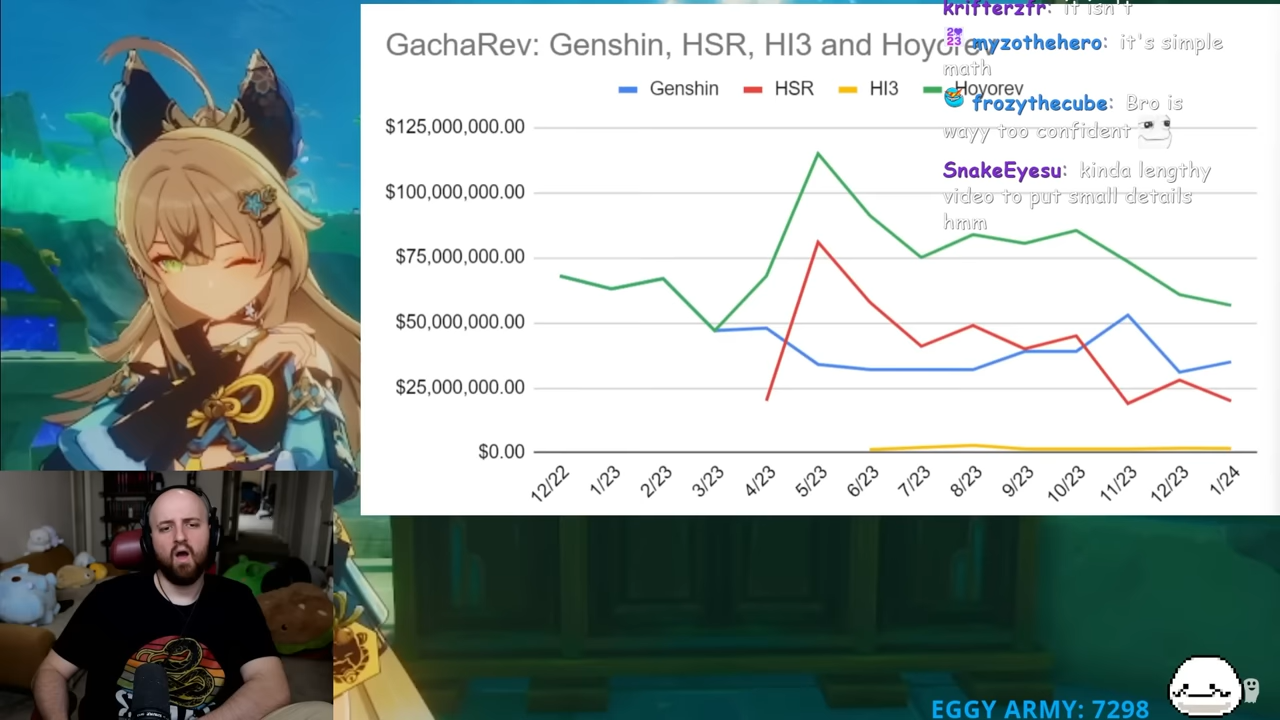 GachaRev: Genshin, HSR, HI3 and Hoyorev
Genshin HSR HI3 Hoyorev
$125,000,000.00
$100,000,000.00
$75,000,000.00
$50,000,000.00
$25,000,000.00
$0.00
12/22 1/23 2/23 3/23 4/23 5/23 6/23 7/23 8/23 9/23 10/23 11/23 12/23 1/24
krifterzfr: it isn't
myzothehero: it's simple
math
frozythecube: Bro is
wayy too confident
SnakeEyesu: kinda lengthy
video to put small details
hmm
EGGY ARMY: 7298